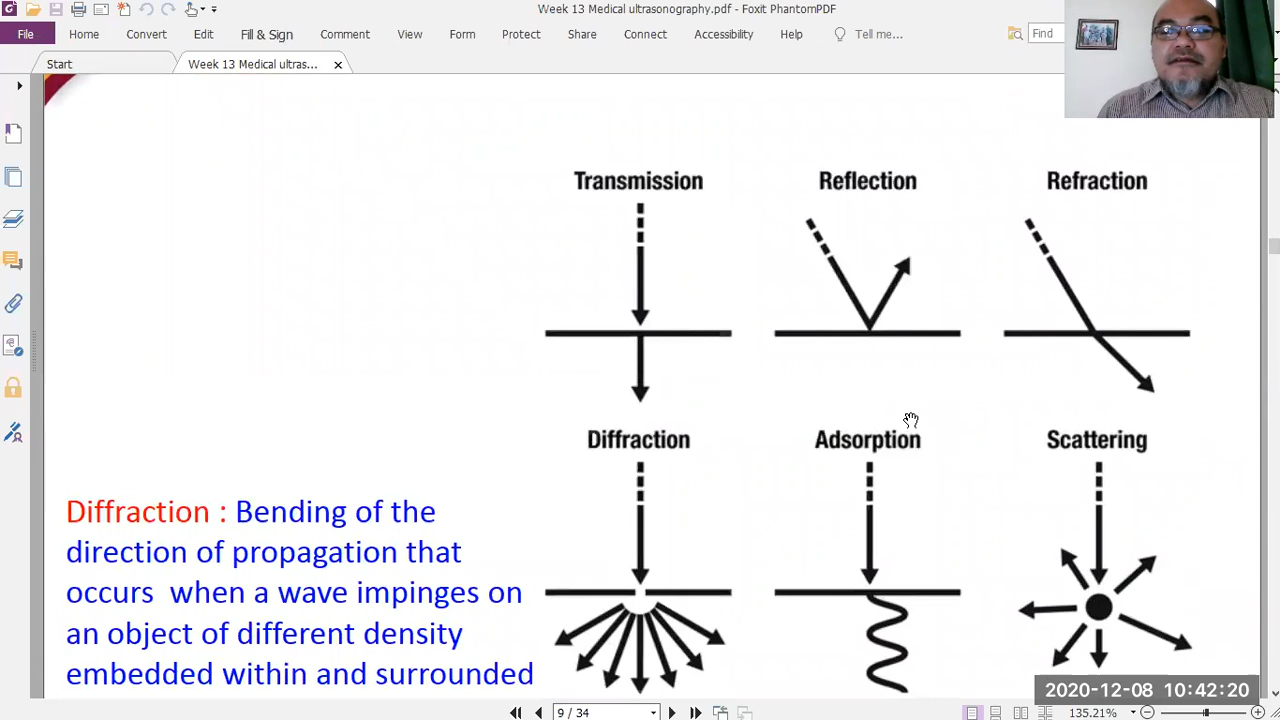 Week 13 Medical ultrasonography.pdf - Foxit PhantomPDF
File Home Convert Edit Fill & Sign Comment View Form Protect Share Connect Accessibility Help Tell me... Find
Start Week 13 Medical ultras... ×
Transmission Reflection Refraction
Diffraction Adsorption Scattering
Diffraction : Bending of the
direction of propagation that
occurs when a wave impinges on
an object of different density
embedded within and surrounded
2020-12-08 10:42:20
9 / 34 135.21%